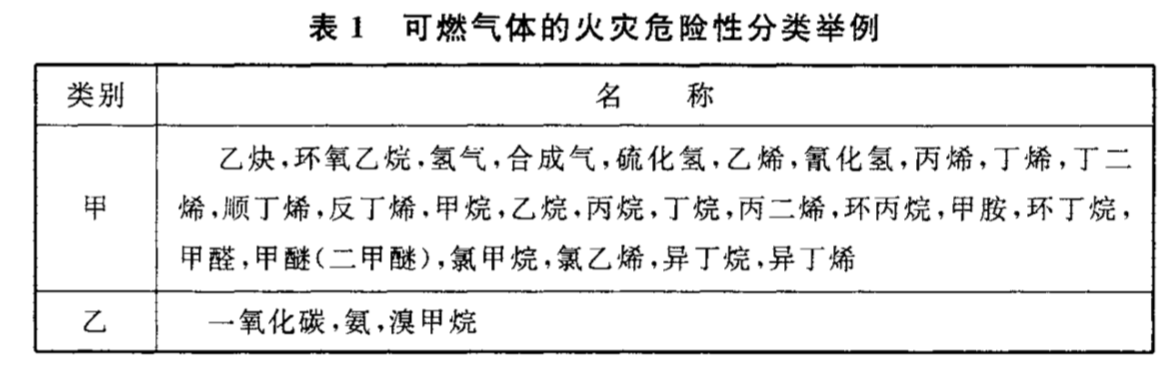 表 1 可燃气体的火灾危险性分类举例
类别 名 称
甲 乙炔,环氧乙烷,氢气,合成气,硫化氢,乙烯,氰化氢,丙烯,丁烯,丁二
烯,顺丁烯,反丁烯,甲烷,乙烷,丙烷,丁烷,丙二烯,环丙烷,甲胺,环丁烷,
甲醛,甲醚(二甲醚),氯甲烷,氯乙烯,异丁烷,异丁烯
乙 一氧化碳,氨,溴甲烷